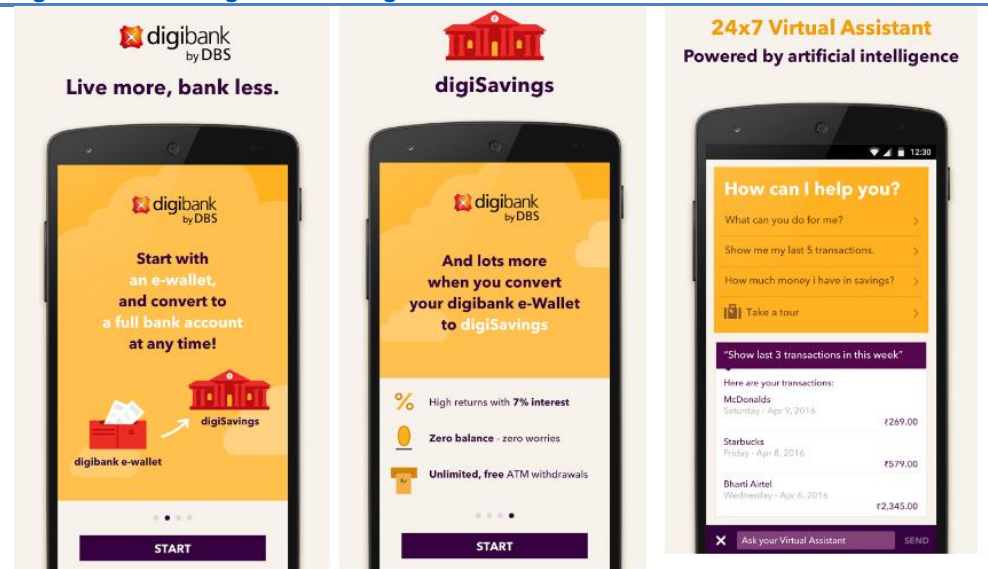 digibank
by DBS
Live more, bank less.
digibank
by DBS
Start with
an e-wallet,
and convert to
a full bank account
at any time!
digiSavings
digibank e-wallet
START
digiSavings
digibank
by DBS
And lots more
when you convert
your digibank e-Wallet
to digiSavings
% High returns with 7% interest
Zero balance - zero worries
Unlimited, free ATM withdrawals
START
24x7 Virtual Assistant
Powered by artificial intelligence
12:30
How can I help you?
What can you do for me?
Show me my last 5 transactions.
How much money i have in savings?
Take a tour
"Show last 3 transactions in this week"
Here are your transactions:
McDonalds
Saturday - Apr 9, 2016
₹269.00
Starbucks
Friday - Apr 8, 2016
₹579.00
Bharti Airtel
Wednesday - Apr 6, 2016
₹2,345.00
X Ask your Virtual Assistant SEND